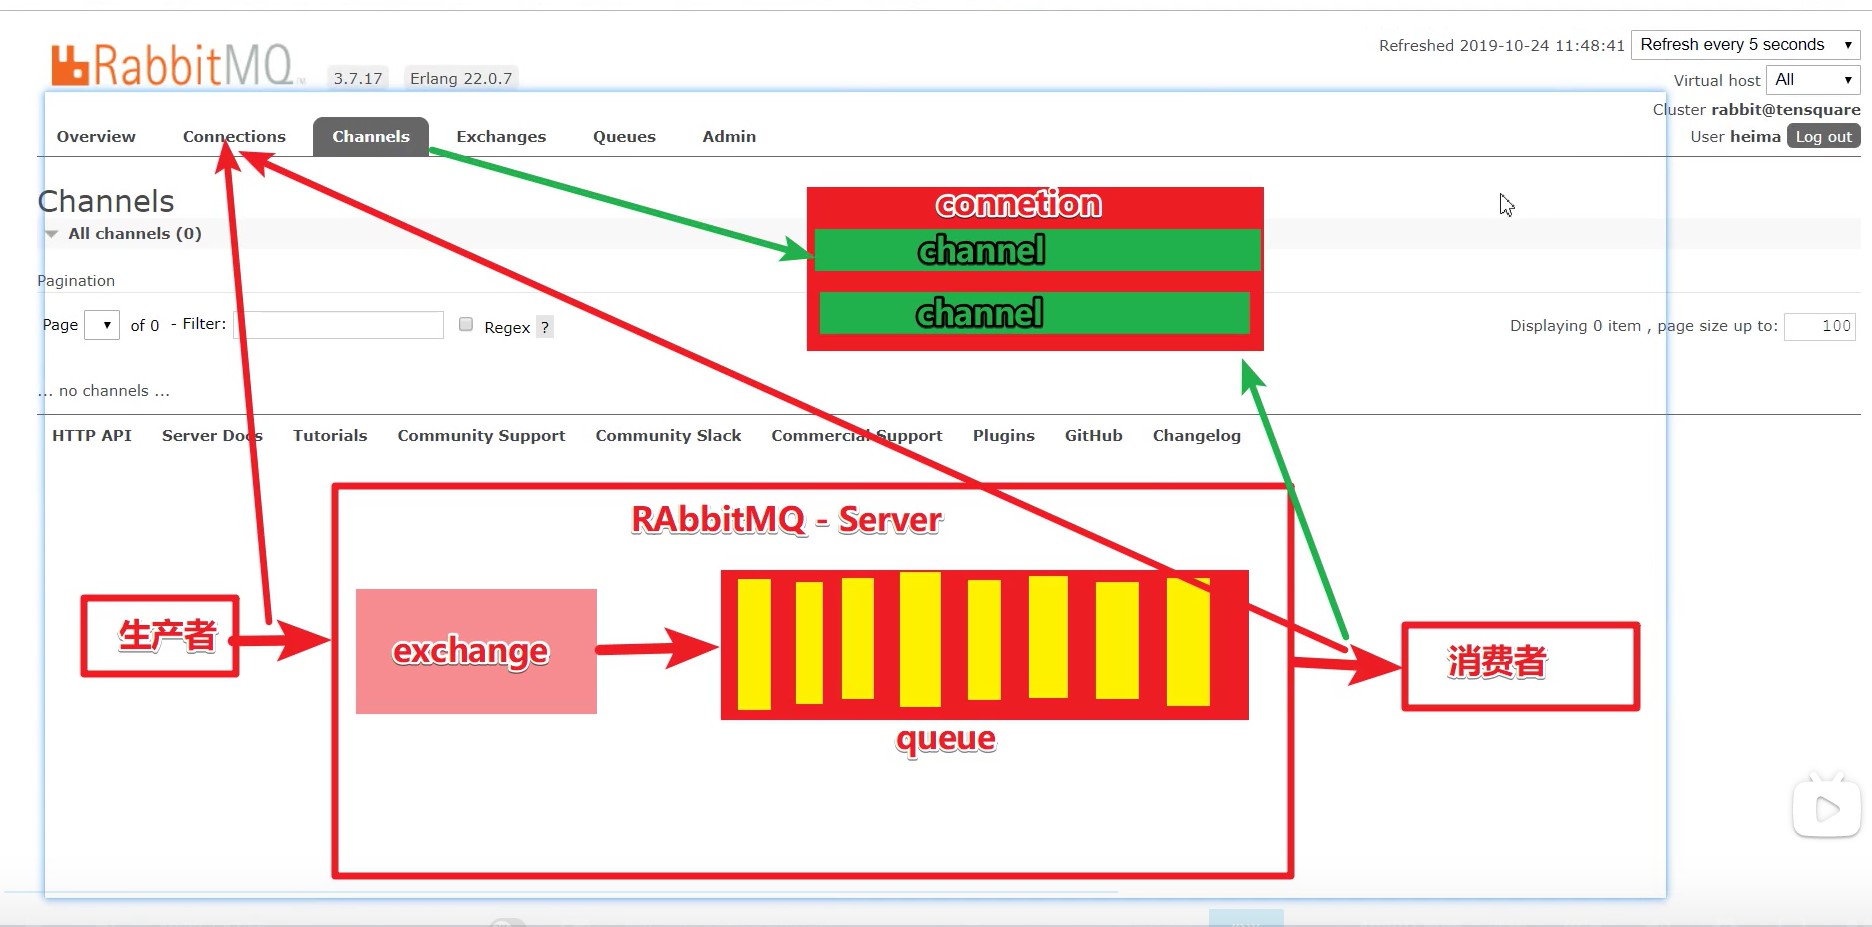 RabbitMQ
3.7.17
Erlang 22.0.7
Refreshed 2019-10-24 11:48:41
Refresh every 5 seconds
Virtual host All
Cluster rabbit@tensquare
User heima Log out
Overview Connections Channels Exchanges Queues Admin
Channels
All channels (0)
Pagination
Page of 0 - Filter: Regex ?
Displaying 0 item , page size up to: 100
... no channels ...
HTTP API Server Docs Tutorials Community Support Community Slack Commercial Support Plugins GitHub Changelog
connetion
channel
channel
RAbbitMQ - Server
生产者
exchange
queue
消费者